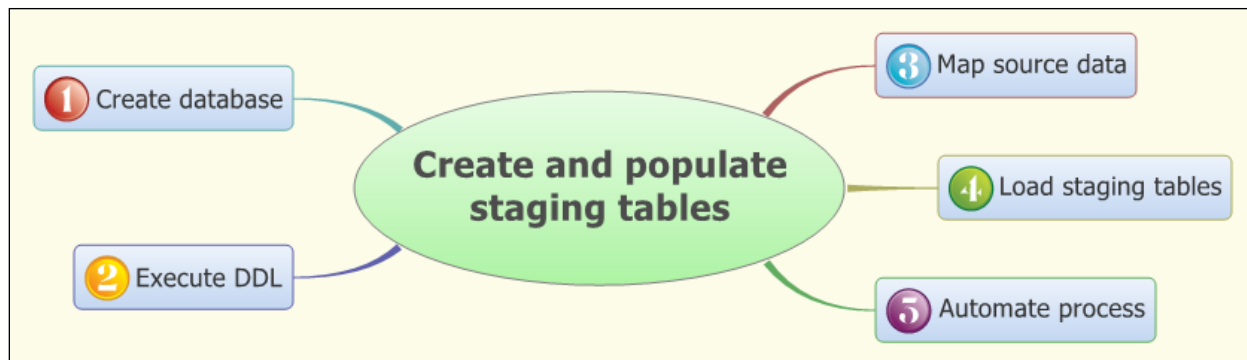 1 Create database
2 Execute DDL
Create and populate
staging tables
3 Map source data
4 Load staging tables
5 Automate process